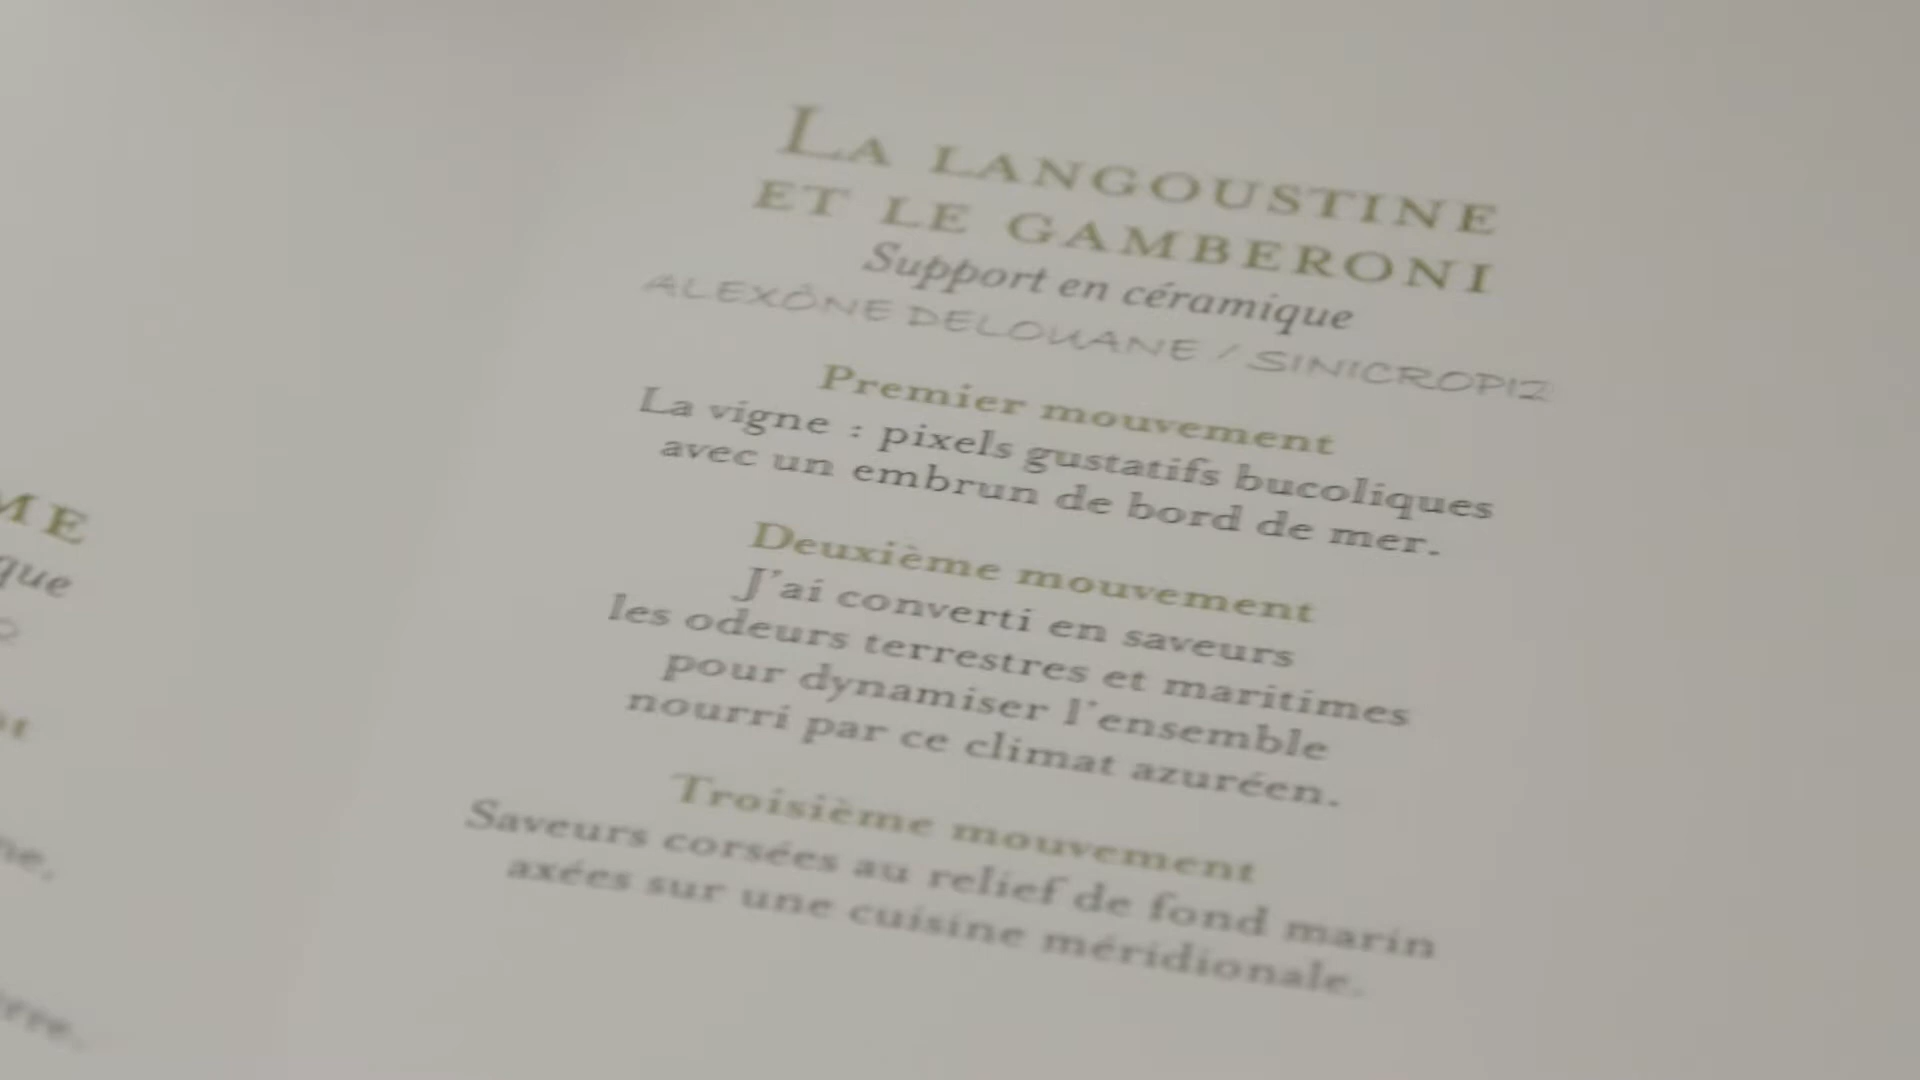 ME
que
La langoustine
et le gamberoni
Support en céramique
ALEXÔNE DELOUANE / SINICROPI2
Premier mouvement
La vigne : pixels gustatifs bucoliques
avec un embrun de bord de mer.
Deuxième mouvement
J'ai converti en saveurs
les odeurs terrestres et maritimes
pour dynamiser l'ensemble
nourri par ce climat azuréen.
Troisième mouvement
Saveurs corsées au relief de fond marin
axées sur une cuisine méridionale.